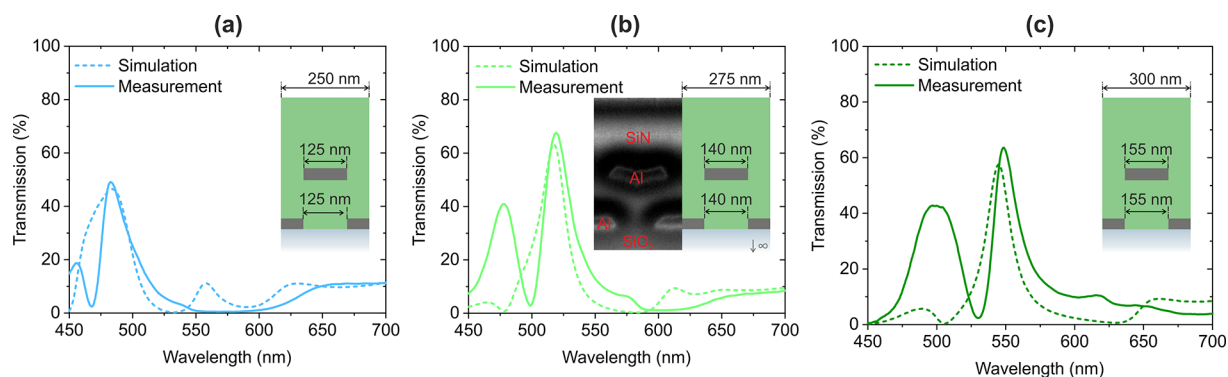 (a)
100
80
60
40
20
0
Transmission (%)
Simulation
Measurement
250 nm
125 nm
125 nm
450
500
550
600
650
700
Wavelength (nm)
(b)
100
80
60
40
20
0
Transmission (%)
Simulation
Measurement
275 nm
SiN
Al
Al
140 nm
140 nm
↓∞
450
500
550
600
650
700
Wavelength (nm)
(c)
100
80
60
40
20
0
Transmission (%)
Simulation
Measurement
300 nm
155 nm
155 nm
450
500
550
600
650
700
Wavelength (nm)